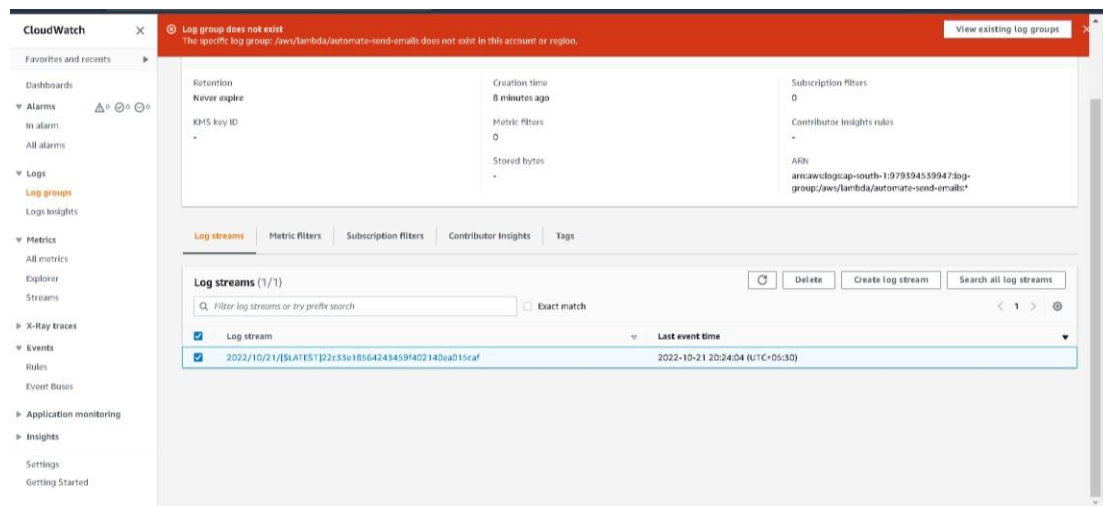 CloudWatch
Favorites and recents
Dashboards
Alarms 0 0 0
In alarm
All alarms
Logs
Log groups
Logs Insights
Metrics
All metrics
Explorer
Streams
X-Ray traces
Events
Rules
Event Buses
Application monitoring
Insights
Settings
Getting Started
Log group does not exist
The specific log group: /aws/lambda/automate-send-emails does not exist in this account or region.
View existing log groups
Retention
Never expire
KMS key ID
-
Creation time
8 minutes ago
Metric filters
0
Stored bytes
-
Subscription filters
0
Contributor Insights rules
-
ARN
arn:aws:logs:ap-south-1:979394539947:log-
group:/aws/lambda/automate-send-emails:*
Log streams Metric filters Subscription filters Contributor Insights Tags
Log streams (1/1)
Delete Create log stream Search all log streams
Filter log streams or try prefix search Exact match 1
Log stream Last event time
2022/10/21/[$LATEST]22c33e18564243459f402140ea015caf 2022-10-21 20:24:04 (UTC+05:30)